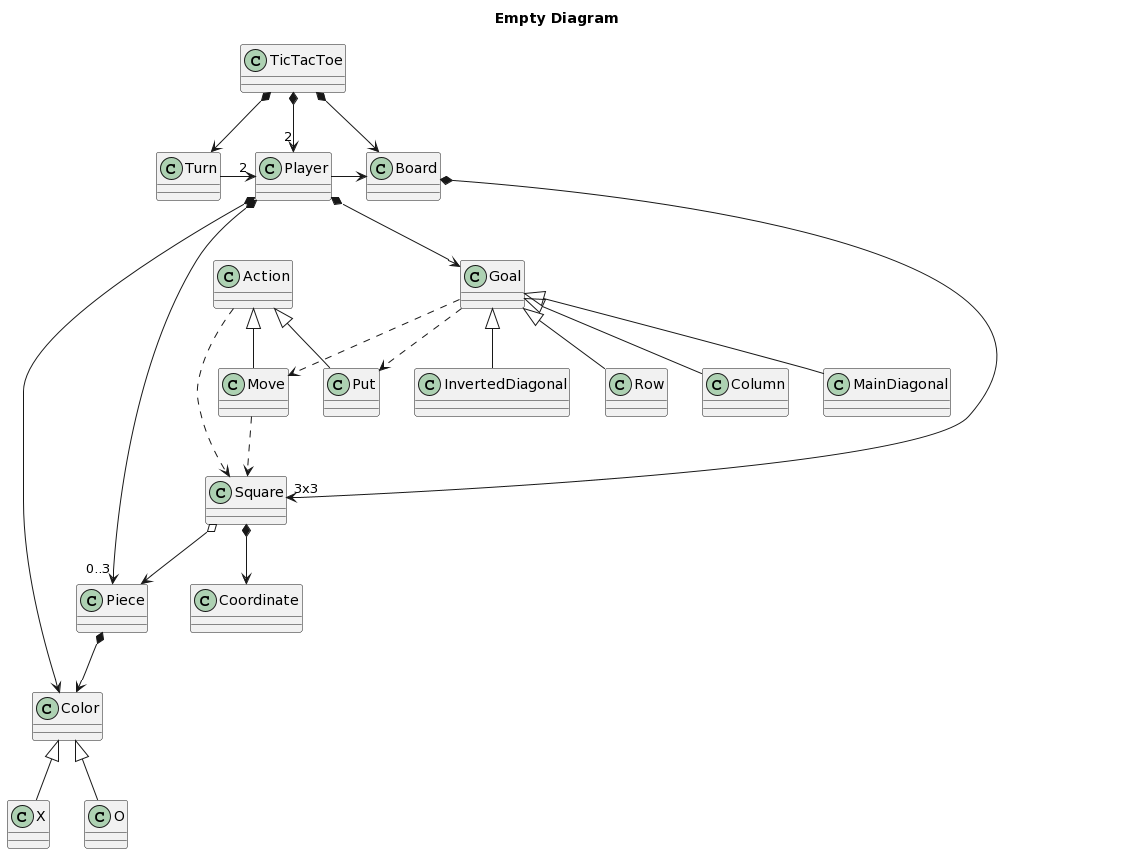 Empty Diagram
C TicTacToe
2
C Turn
2
C Player
C Board
C Action
C Goal
C Move
C Put
C InvertedDiagonal
C Row
C Column
C MainDiagonal
C Square
3x3
0..3
C Piece
C Coordinate
C Color
C X
C O